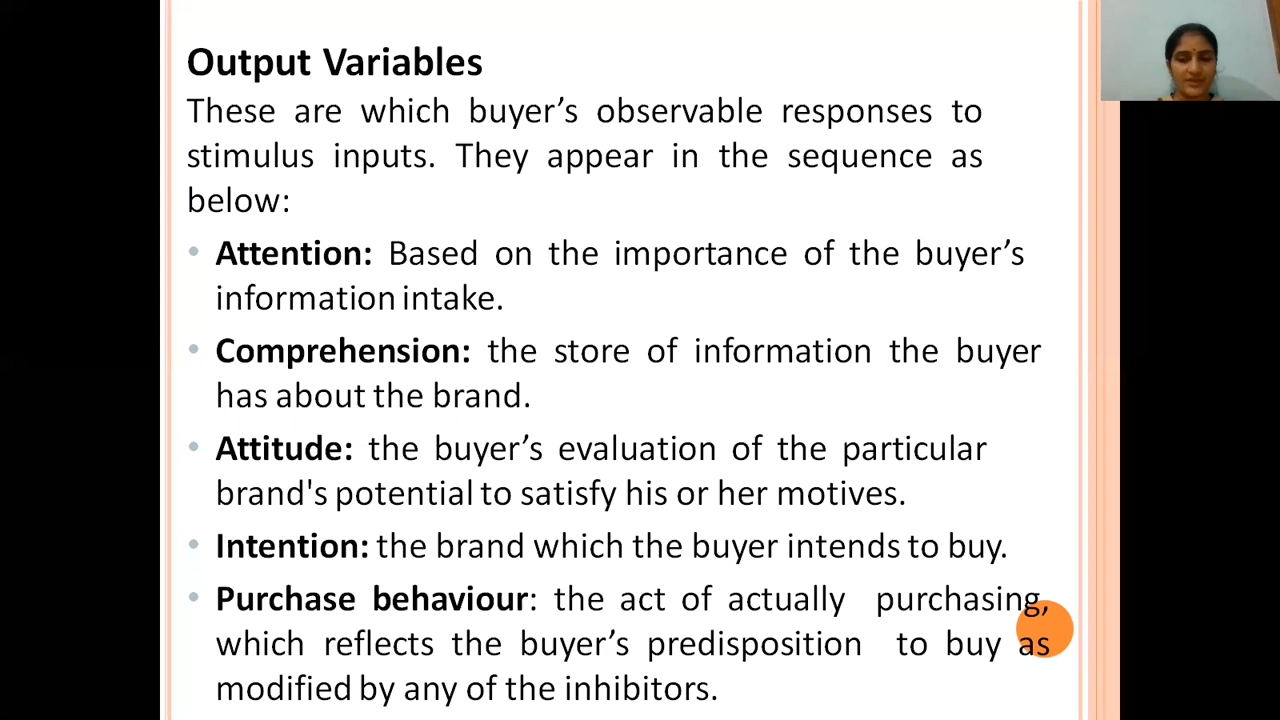 Output Variables
These are which buyer’s observable responses to
stimulus inputs. They appear in the sequence as
below:
• Attention: Based on the importance of the buyer’s
information intake.
• Comprehension: the store of information the buyer
has about the brand.
• Attitude: the buyer’s evaluation of the particular
brand's potential to satisfy his or her motives.
• Intention: the brand which the buyer intends to buy.
• Purchase behaviour: the act of actually purchasing,
which reflects the buyer’s predisposition to buy as
modified by any of the inhibitors.